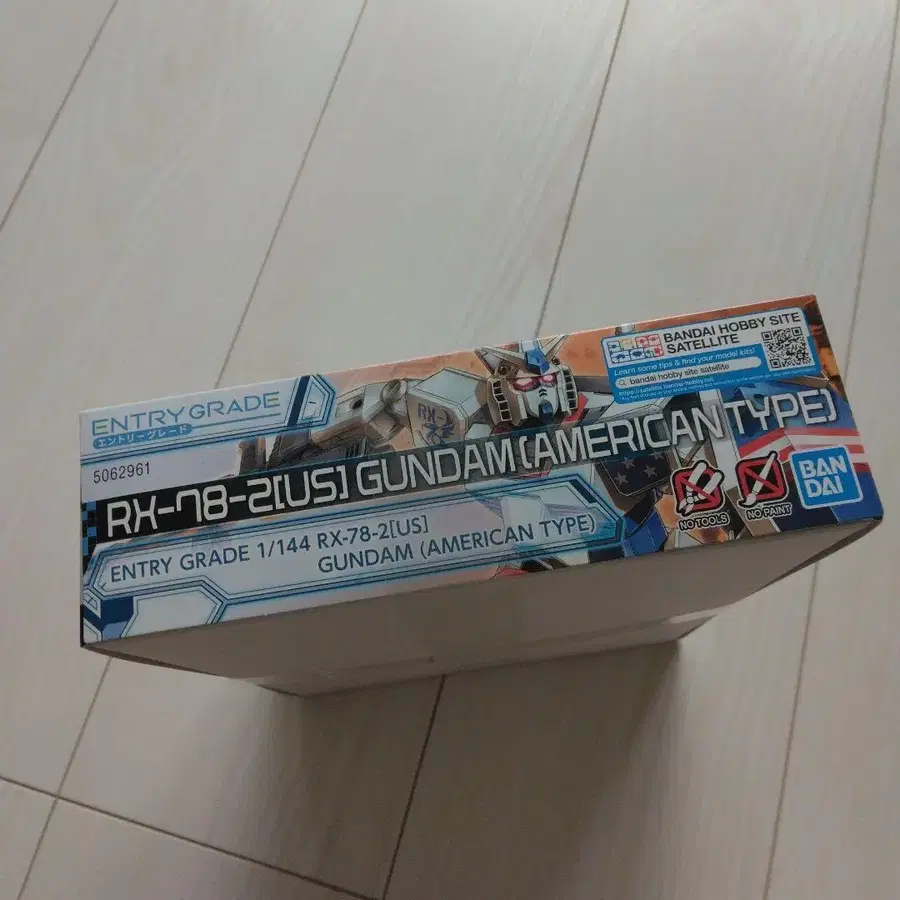 ENTRY GRADE
エントリーグレード
5062961
RX-78-2[US] GUNDAM (AMERICAN TYPE)
ENTRY GRADE 1/144 RX-78-2[US]
GUNDAM (AMERICAN TYPE)
BANDAI HOBBY SITE
SATELLITE
Learn some tips & find your model kits!
bandai hobby site satellite
NO TOOLS
NO PAINT
BAN
DAI